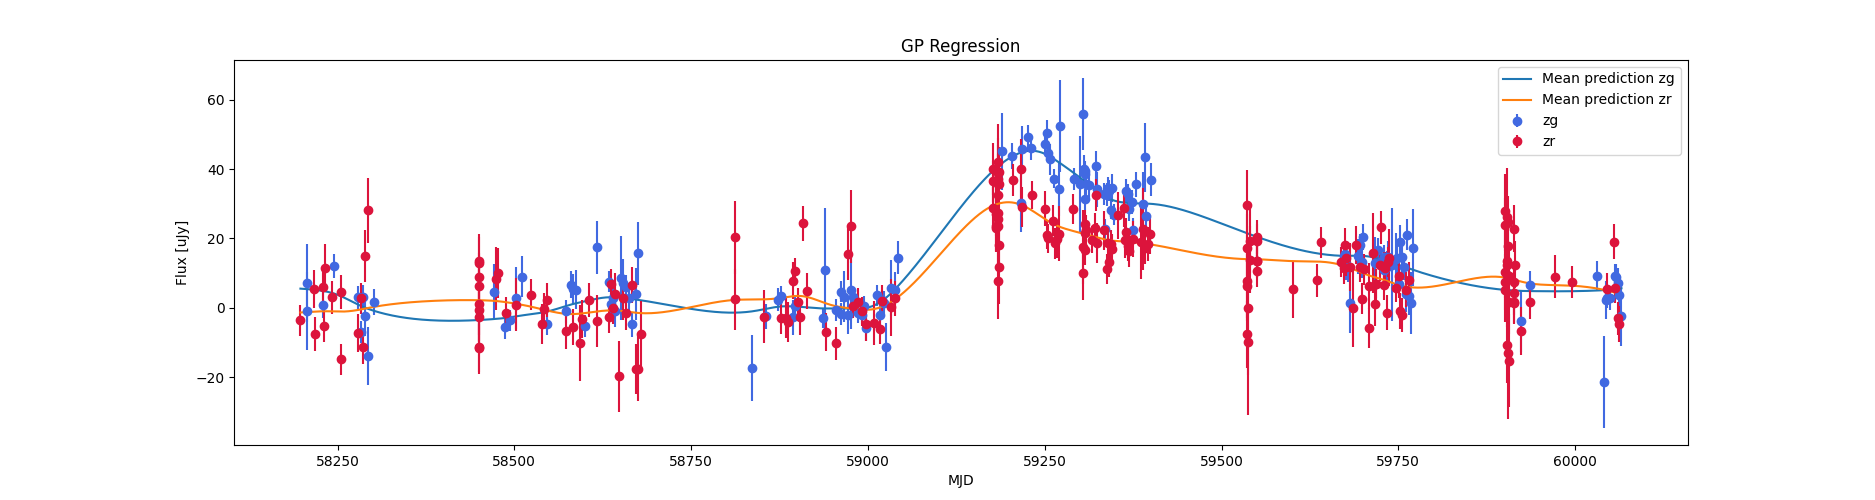 GP Regression
Flux [uJy]
60
40
20
0
−20
Mean prediction zg
Mean prediction zr
zg
zr
58250 58500 58750 59000 59250 59500 59750 60000
MJD